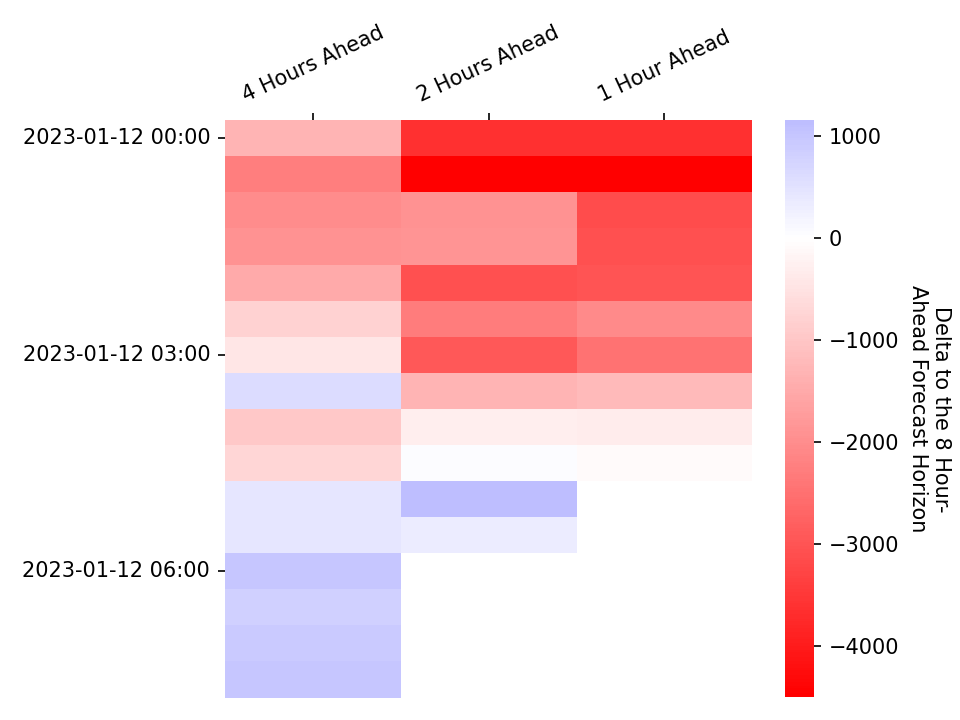 4 Hours Ahead
2 Hours Ahead
1 Hour Ahead
2023-01-12 00:00
2023-01-12 03:00
2023-01-12 06:00
1000
0
−1000
−2000
−3000
−4000
Delta to the 8 Hour-
Ahead Forecast Horizon